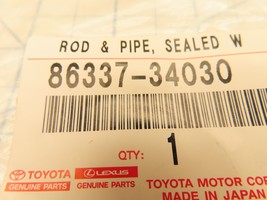 ROD & PIPE, SEALED W
86337-34030
QTY: 1
TOYOTA LEXUS TOYOTA MOTOR COR
GENUINE PARTS GENUINE PARTS MADE IN JAPAN